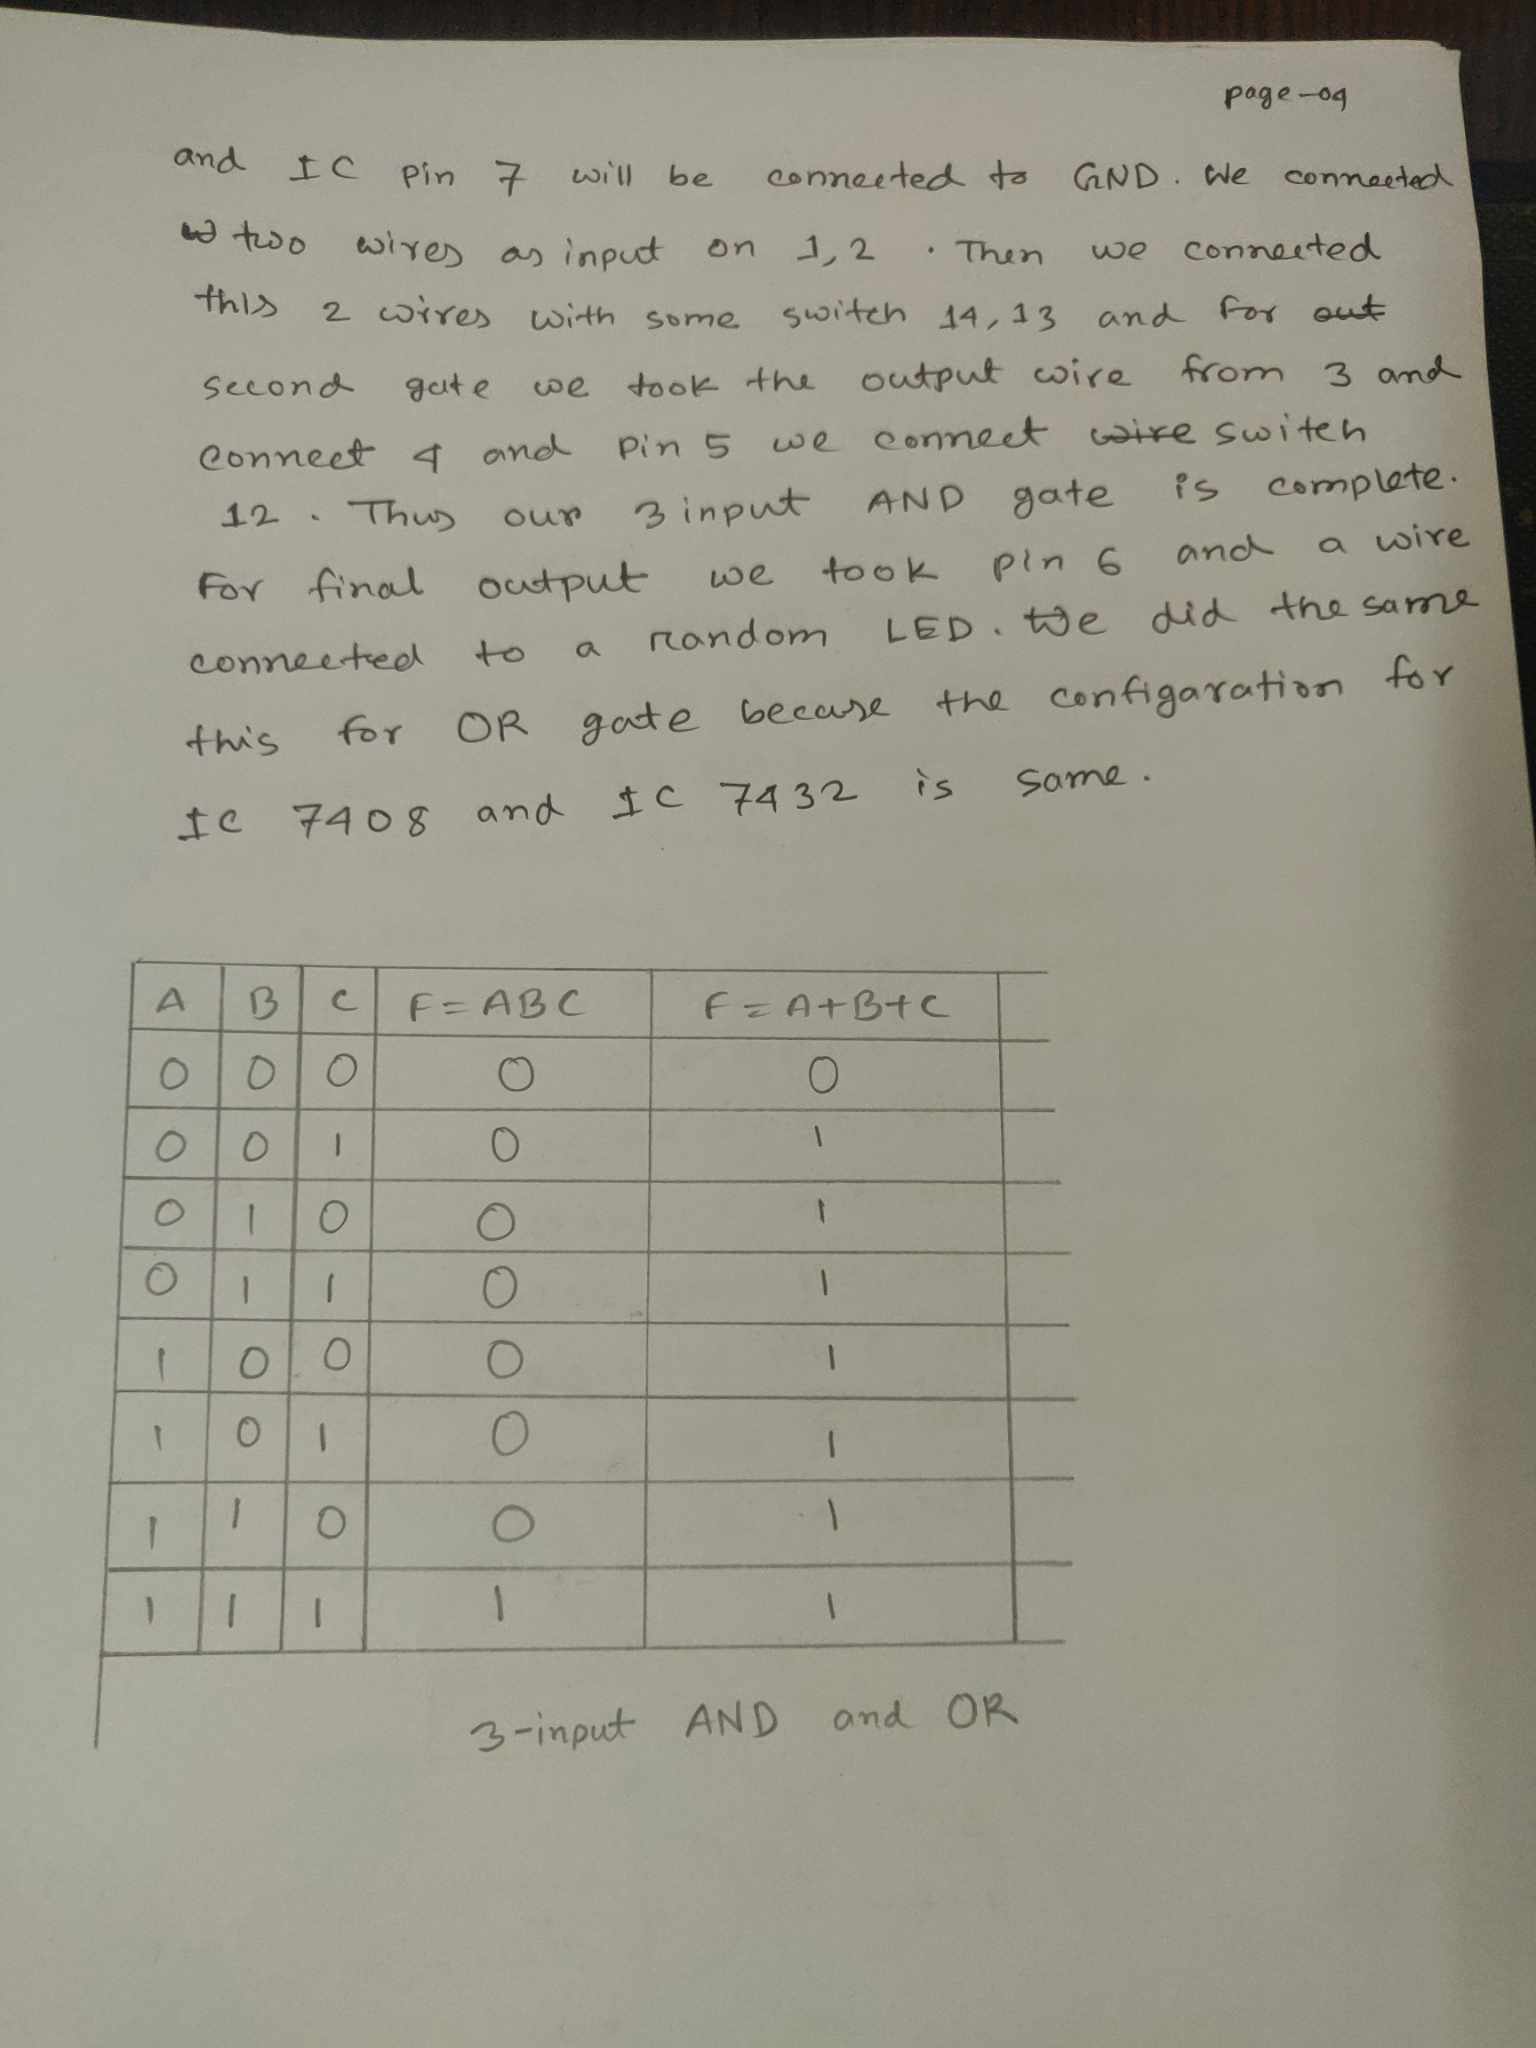 page-04
and IC pin 7 will be connected to GND. We connected
two wires as input on 1,2 . Then we connected
this 2 wires with some switch 14,13 and for out
second gate we took the output wire from 3 and
connect 4 and Pin 5 we connect wire switch
12 . Thus our 3 input AND gate is complete.
For final output we took pin 6 and a wire
connected to a random LED. We did the same
this for OR gate becase the configaration for
IC 7408 and IC 7432 is same.
A B C F=ABC F=A+B+C
0 0 0 0 0
0 0 1 0 1
0 1 0 0 1
0 1 1 0 1
1 0 0 0 1
1 0 1 0 1
1 1 0 0 1
1 1 1 1 1
3-input AND and OR